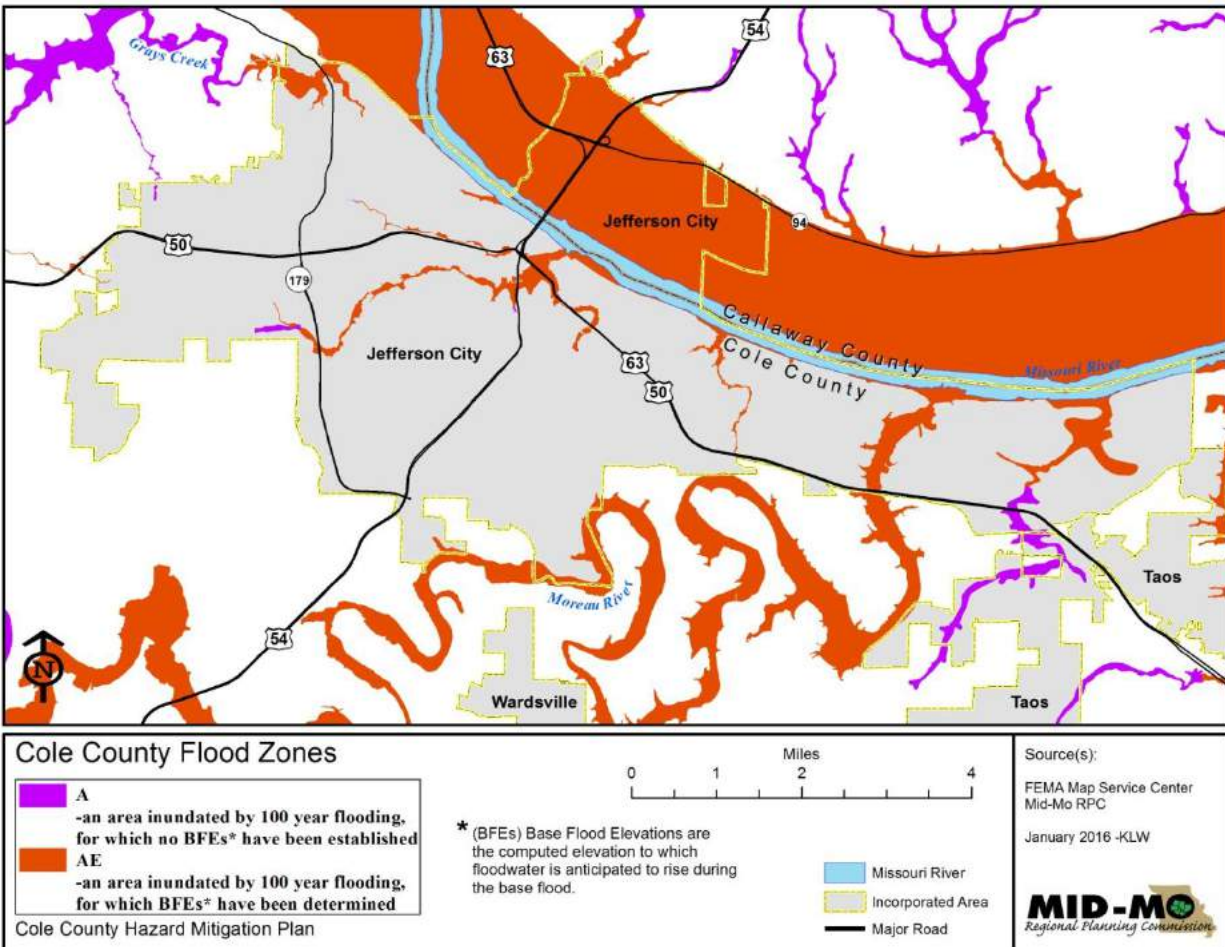 54
63
Grays Creek
Jefferson City
94
50
179
Callaway County
Cole County
Missouri River
Jefferson City
63
50
Taos
Moreau River
54
N
Wardsville
Taos
Cole County Flood Zones
A
-an area inundated by 100 year flooding,
for which no BFEs* have been established
AE
-an area inundated by 100 year flooding,
for which BFEs* have been determined
Cole County Hazard Mitigation Plan
Miles
0 1 2 4
* (BFEs) Base Flood Elevations are
the computed elevation to which
floodwater is anticipated to rise during
the base flood.
Missouri River
Incorporated Area
Major Road
Source(s):
FEMA Map Service Center
Mid-Mo RPC
January 2016 -KLW
MID-MO
Regional Planning Commission